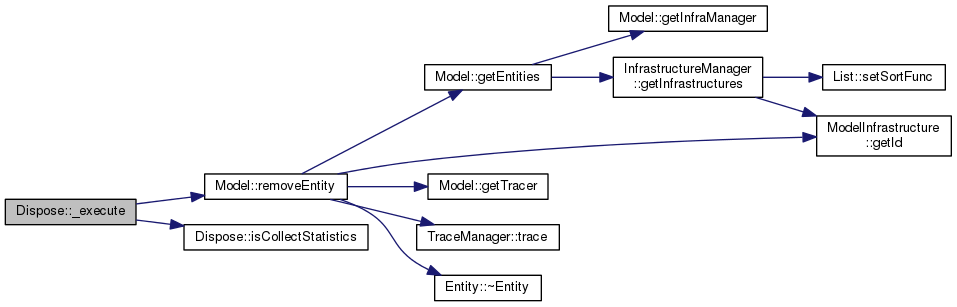 Model::getInfraManager
Model::getEntities
InfrastructureManager
::getInfrastructures
List::setSortFunc
ModelInfrastructure
::getId
Model::removeEntity
Model::getTracer
Dispose::_execute
Dispose::isCollectStatistics
TraceManager::trace
Entity::~Entity